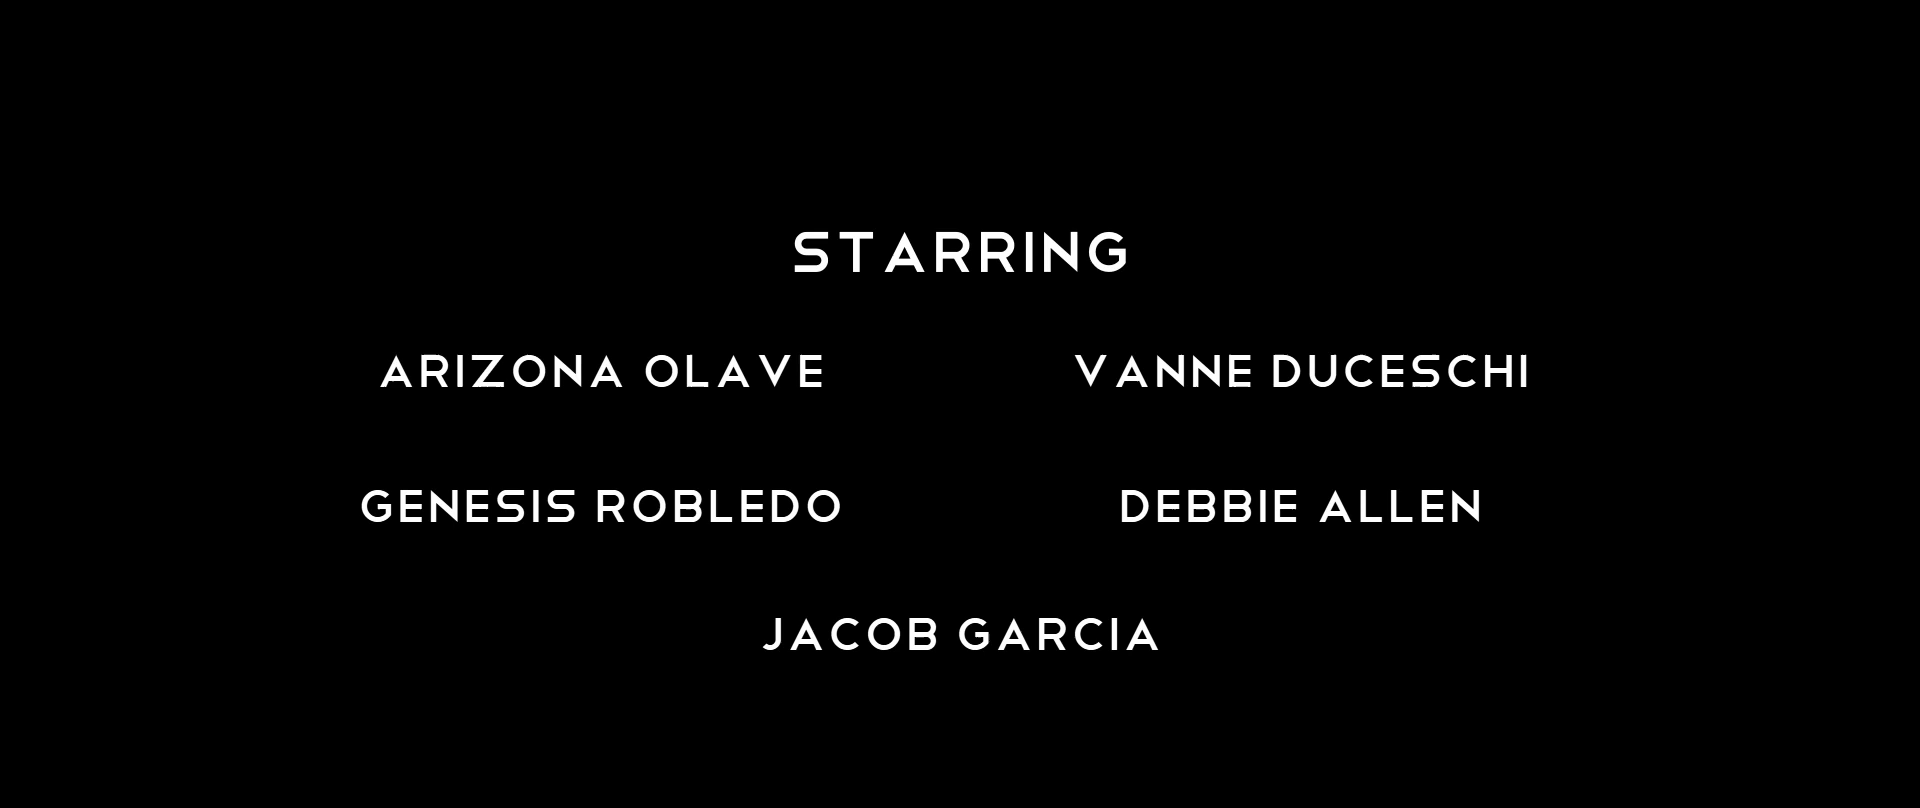 STARRING
ARIZONA OLAVE VANNE DUCESCHI
GENESIS ROBLEDO DEBBIE ALLEN
JACOB GARCIA